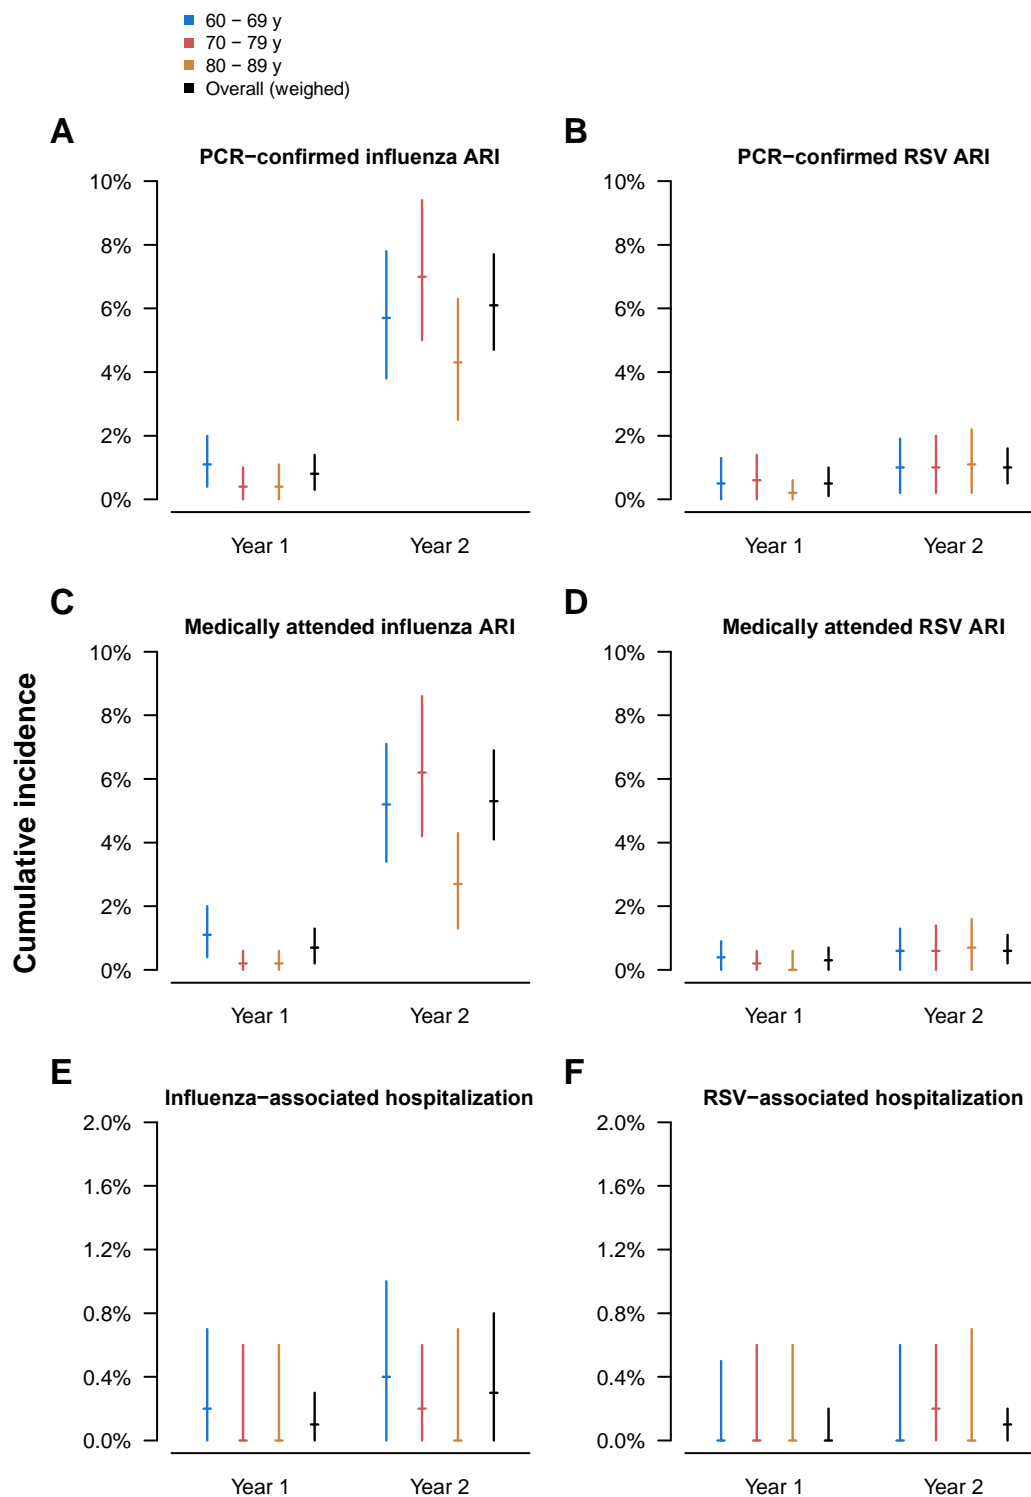 60 − 69 y
70 − 79 y
80 − 89 y
Overall (weighed)
A
PCR−confirmed influenza ARI
10%
8%
6%
4%
2%
0%
Year 1
Year 2
B
PCR−confirmed RSV ARI
10%
8%
6%
4%
2%
0%
Year 1
Year 2
Cumulative incidence
C
Medically attended influenza ARI
10%
8%
6%
4%
2%
0%
Year 1
Year 2
D
Medically attended RSV ARI
10%
8%
6%
4%
2%
0%
Year 1
Year 2
E
Influenza−associated hospitalization
2.0%
1.6%
1.2%
0.8%
0.4%
0.0%
Year 1
Year 2
F
RSV−associated hospitalization
2.0%
1.6%
1.2%
0.8%
0.4%
0.0%
Year 1
Year 2